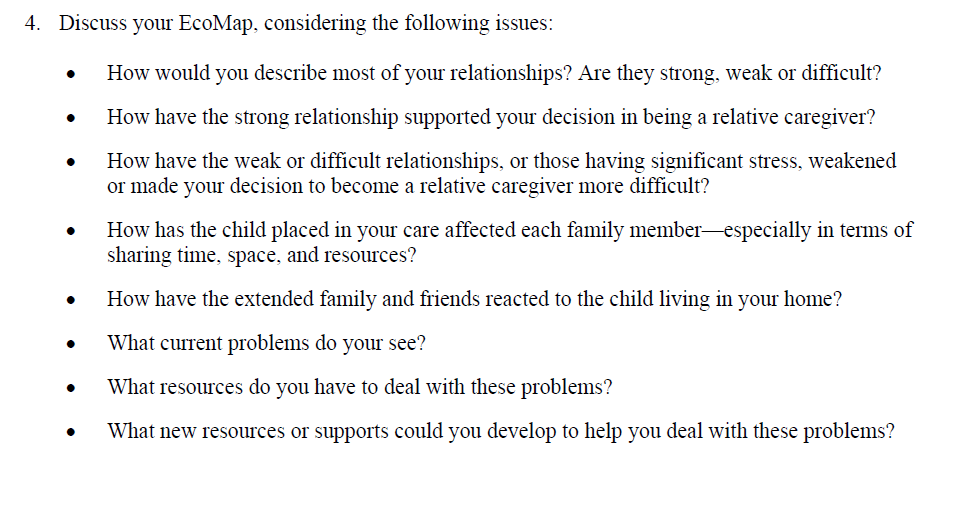 4. Discuss your EcoMap, considering the following issues:
• How would you describe most of your relationships? Are they strong, weak or difficult?
• How have the strong relationship supported your decision in being a relative caregiver?
• How have the weak or difficult relationships, or those having significant stress, weakened
or made your decision to become a relative caregiver more difficult?
• How has the child placed in your care affected each family member—especially in terms of
sharing time, space, and resources?
• How have the extended family and friends reacted to the child living in your home?
• What current problems do your see?
• What resources do you have to deal with these problems?
• What new resources or supports could you develop to help you deal with these problems?